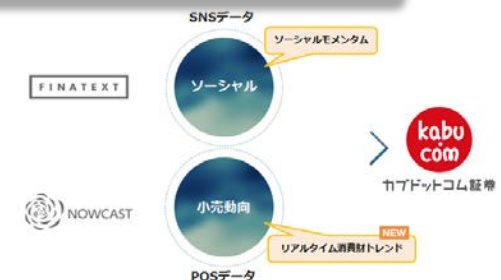 SNSデータ
ソーシャルモメンタム
FINATEXT
ソーシャル
kabu
com
カブドットコム証券
NOWCAST
小売動向
NEW
リアルタイム消費財トレンド
POSデータ